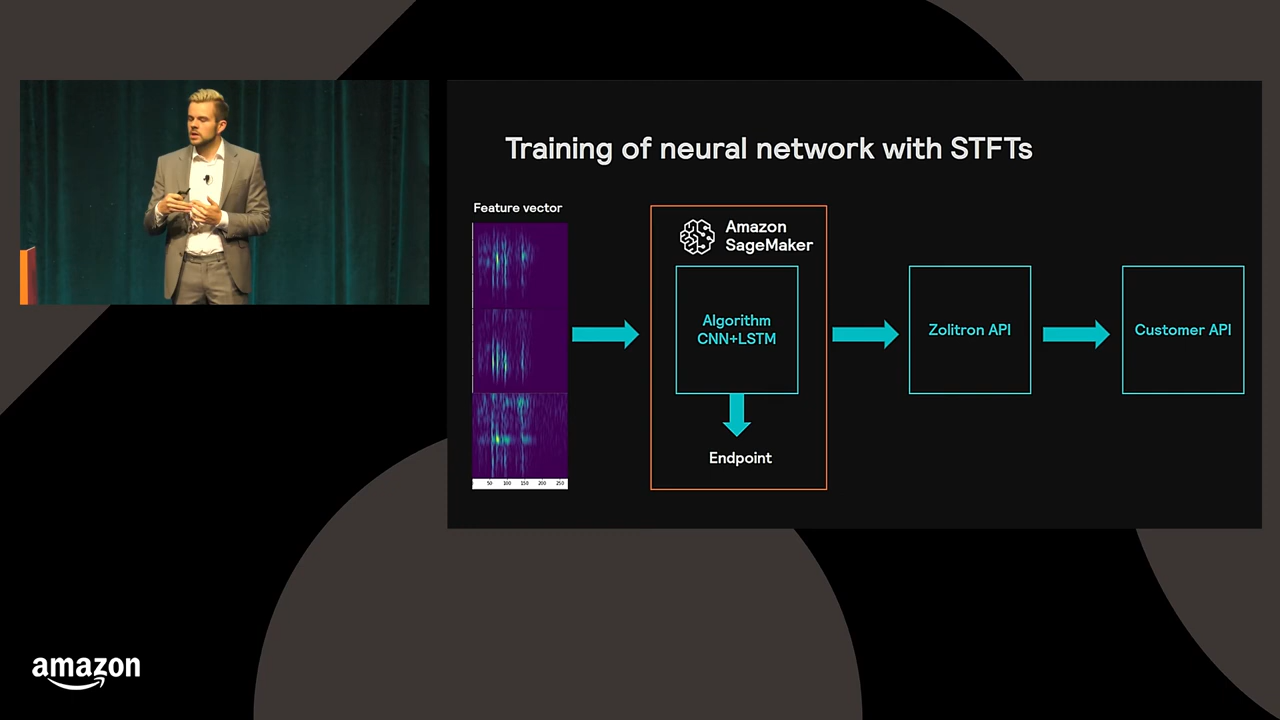 Training of neural network with STFTs
Feature vector
50 100 150 200 250
Amazon
SageMaker
Algorithm
CNN+LSTM
Endpoint
Zolitron API
Customer API
amazon